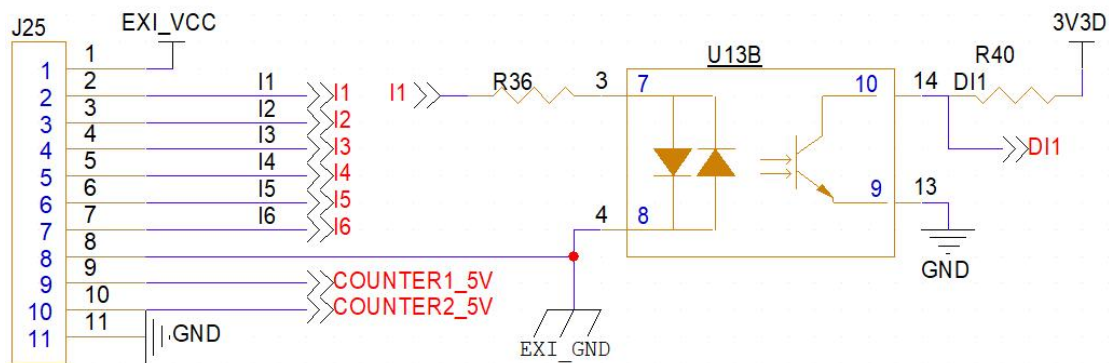 J25
EXI_VCC
U13B
3V3D
1 1
2 2 I1 I1
3 3 I2 I2
4 4 I3 I3
5 5 I4 I4
6 6 I5 I5
7 7 I6 I6
8 8
9 9 COUNTER1_5V
10 10 COUNTER2_5V
11 11 GND
I1 R36 3 7
4 8
10 14 DI1 R40
DI1
9 13
GND
EXI_GND